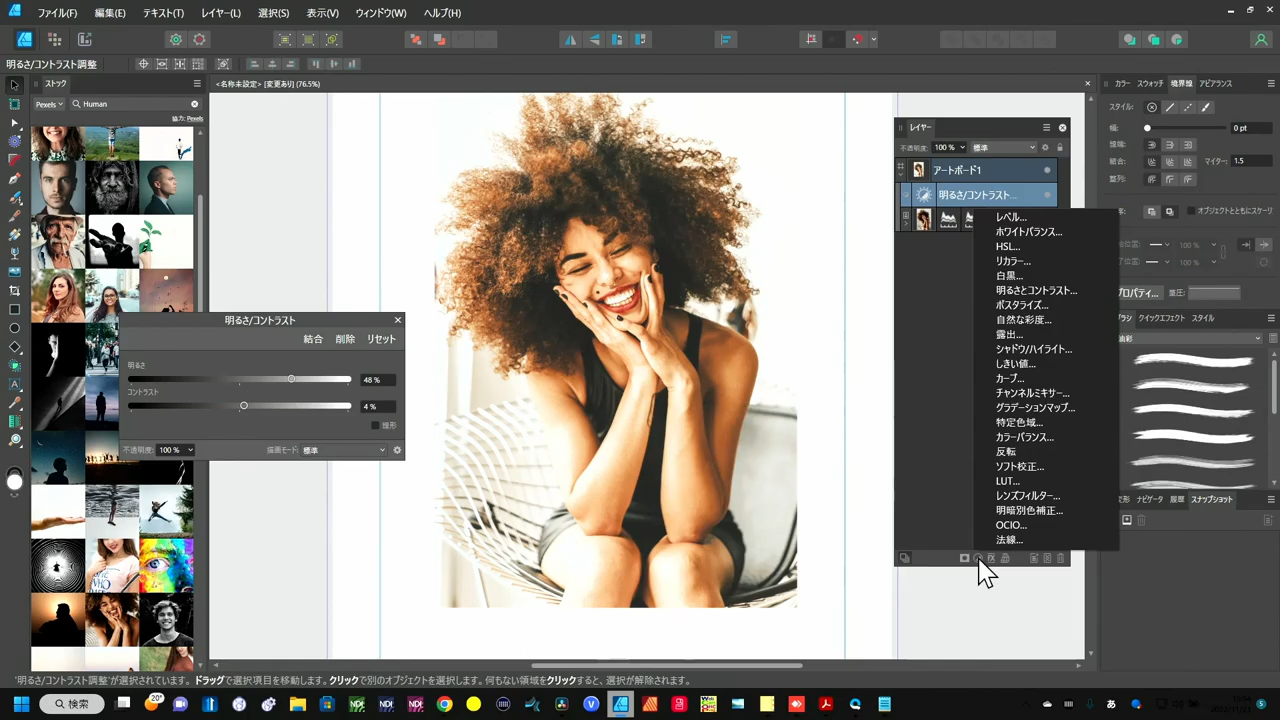 ファイル(F) 編集(E) テキスト(T) レイヤー(L) 選択(S) 表示(V) ウィンドウ(W) ヘルプ(H)
明るさ/コントラスト調整
ストック
Pexels Human
協力: Pexels
<名称未設定> [変更あり] (76.5%)
明るさ/コントラスト
結合 削除 リセット
明るさ
48 %
コントラスト
4 %
線形
不透明度: 100 % 描画モード: 標準
レイヤー
不透明度: 100 % 標準
アートボード1
明るさ/コントラスト...
レベル...
ホワイトバランス...
HSL...
リカラー...
白黒...
明るさとコントラスト...
ポスタライズ...
自然な彩度...
露出...
シャドウ/ハイライト...
しきい値...
カーブ...
チャンネルミキサー...
グラデーションマップ...
特定色域...
カラーバランス...
反転
ソフト校正...
LUT...
レンズフィルター...
明暗別色補正...
OCIO...
法線...
カラー スウォッチ 境界線 アピアランス
スタイル:
幅: 0 pt
線端:
結合: マイター: 1.5
整列:
オブジェクトとともにスケール
100 %
100 %
プロパティ... 筆圧:
クイックエフェクト スタイル
ナビゲータ 履歴 スナップショット
'明るさ/コントラスト調整'が選択されています。 ドラッグで選択項目を移動します。クリックで別のオブジェクトを選択します。何もない領域をクリックすると、選択が解除されます。
検索
20°
あ
2022/11/21